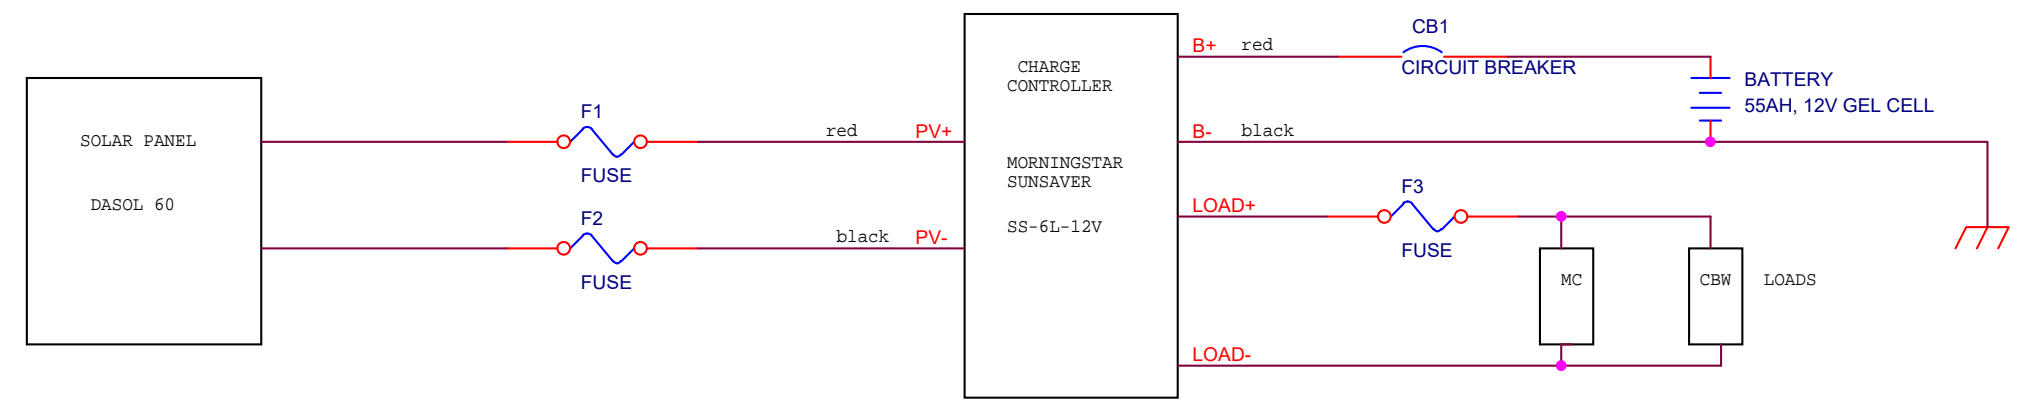 SOLAR PANEL
DASOL 60
F1
FUSE
F2
FUSE
red
PV+
black
PV-
CHARGE
CONTROLLER
MORNINGSTAR
SUNSAVER
SS-6L-12V
B+
red
CB1
CIRCUIT BREAKER
BATTERY
55AH, 12V GEL CELL
B-
black
LOAD+
F3
FUSE
MC
CBW
LOADS
LOAD-